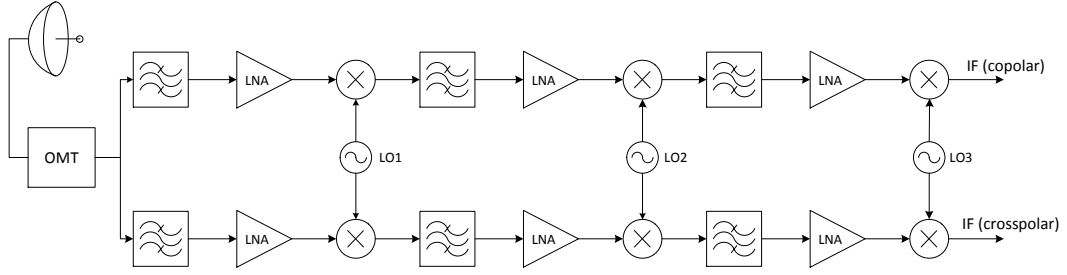 LNA
LNA
LNA
IF (copolar)
OMT
LO1
LO2
LO3
LNA
LNA
LNA
IF (crosspolar)